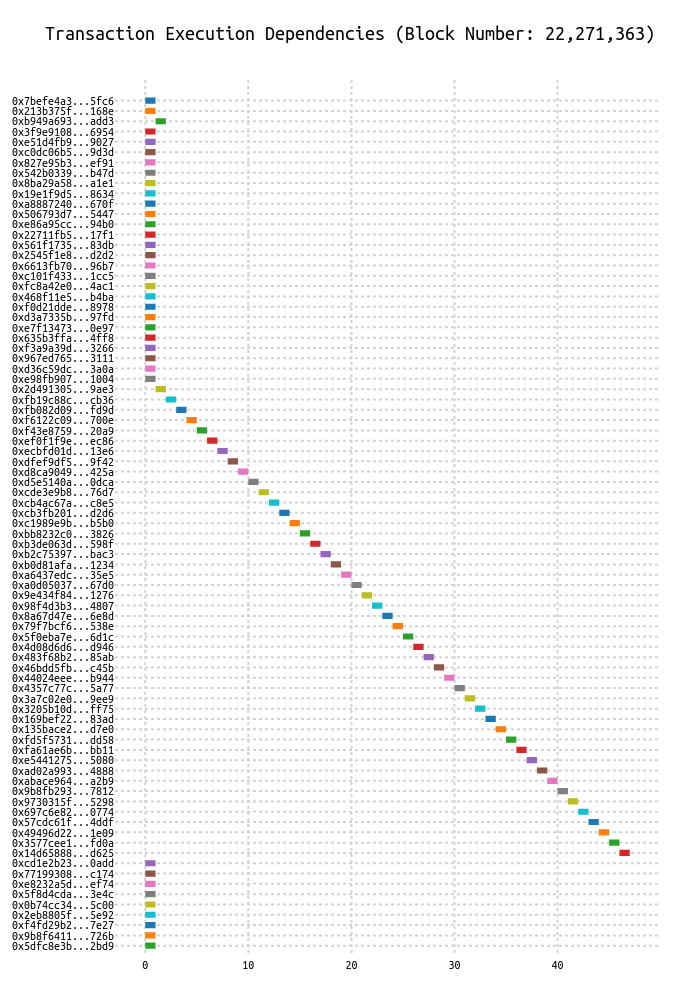 Transaction Execution Dependencies (Block Number: 22,271,363)
0x7befe4a3...5fc6
0x213b375f...168e
0xb949a693...add3
0x3f9e9108...6954
0xe51d4fb9...9027
0xc0dc06b5...9d3d
0x827e95b3...ef91
0x542b0339...b47d
0x8ba29a58...a1e1
0x19e1f9d5...8634
0xa8887240...670f
0x506793d7...5447
0xe86a95cc...94b0
0x22711fb5...17f1
0x561f1735...83db
0x2545f1e8...d2d2
0x6613fb70...96b7
0xc101f433...1cc5
0xfc8a42e0...4ac1
0x468f11e5...b4ba
0xf0d21dde...8978
0xd3a7335b...97fd
0xe7f13473...0e97
0x635b3ffa...4ff8
0xf3a9a39d...3266
0x967ed765...3111
0xd36c59dc...3a0a
0xe98fb907...1004
0x2d491305...9ae3
0xfb19c88c...cb36
0xfb082d09...fd9d
0xf6122c09...700e
0xf43e8759...20a9
0xef0f1f9e...ec86
0xecbfd01d...13e6
0xdfef9df5...9f42
0xd8ca9049...425a
0xd5e5140a...0dca
0xcde3e9b8...76d7
0xcb4ac67a...c8e5
0xcb3fb201...d2d6
0xc1989e9b...b5b0
0xbb8232c0...3826
0xb3de063d...598f
0xb2c75397...bac3
0xb0d81afa...1234
0xa6437edc...35e5
0xa0d05037...67d0
0x9e434f84...1276
0x98f4d3b3...4807
0x8a67d47e...6e8d
0x79f7bcf6...538e
0x5f0eba7e...6d1c
0x4d08d6d6...d946
0x483f68b2...85ab
0x46bdd5fb...c45b
0x44024eee...b944
0x4357c77c...5a77
0x3a7c02e0...9ee9
0x3205b10d...ff75
0x169bef22...83ad
0x135bace2...d7e0
0xfd5f5731...dd58
0xfa61ae6b...bb11
0xe5441275...5080
0xad02a993...4888
0xabace964...a2b9
0x9b8fb293...7812
0x9730315f...5298
0x697c6e82...0774
0x57cdc61f...4ddf
0x49496d22...1e09
0x3577cee1...fd0a
0x14d65888...d625
0xcd1e2b23...0add
0x77199308...c174
0xe8232a5d...ef74
0x5f8d4cda...3e4c
0x0b74cc34...5c00
0x2eb8805f...5e92
0xf4fd29b2...7e27
0x9b8f6411...726b
0x5dfc8e3b...2bd9
0 10 20 30 40